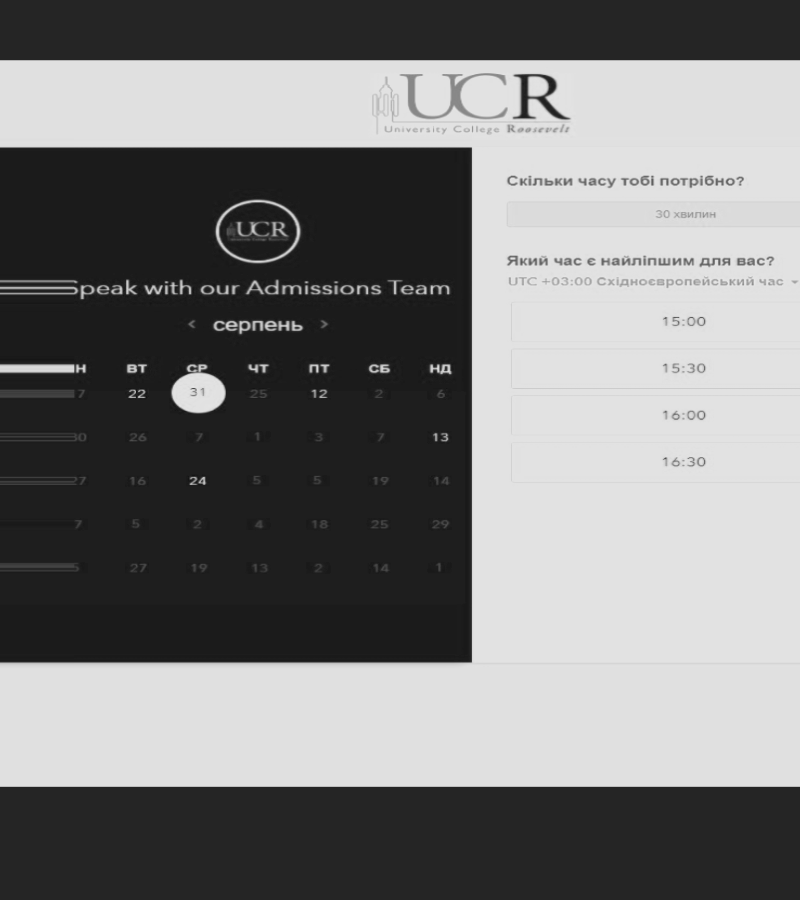 UCR
University College Roosevelt
UCR
Speak with our Admissions Team
< серпень >
Н ВТ СР ЧТ ПТ СБ НД
7 22 31 25 12 2 6
30 26 7 1 3 7 13
27 16 24 5 5 19 14
7 5 2 4 18 25 29
5 27 19 13 2 14 1
Скільки часу тобі потрібно?
30 хвилин
Який час є найліпшим для вас?
UTC +03:00 Східноєвропейський час
15:00
15:30
16:00
16:30